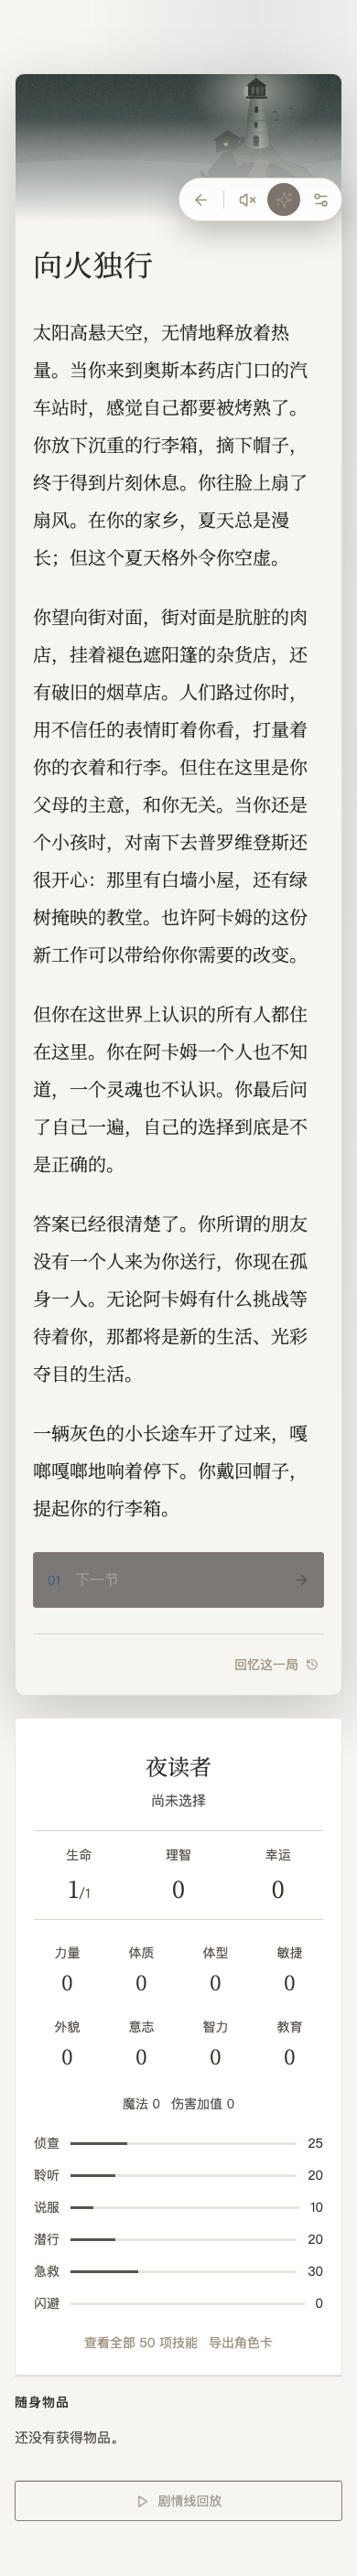 向火独行
太阳高悬天空，无情地释放着热
量。当你来到奥斯本药店门口的汽
车站时，感觉自己都要被烤熟了。
你放下沉重的行李箱，摘下帽子，
终于得到片刻休息。你往脸上扇了
扇风。在你的家乡，夏天总是漫
长；但这个夏天格外令你空虚。
你望向街对面，街对面是肮脏的肉
店，挂着褪色遮阳篷的杂货店，还
有破旧的烟草店。人们路过你时，
用不信任的表情盯着你看，打量着
你的衣着和行李。但住在这里是你
父母的主意，和你无关。当你还是
个小孩时，对南下去普罗维登斯还
很开心：那里有白墙小屋，还有绿
树掩映的教堂。也许阿卡姆的这份
新工作可以带给你你需要的改变。
但你在这世界上认识的所有人都住
在这里。你在阿卡姆一个人也不知
道，一个灵魂也不认识。你最后问
了自己一遍，自己的选择到底是不
是正确的。
答案已经很清楚了。你所谓的朋友
没有一个人来为你送行，你现在孤
身一人。无论阿卡姆有什么挑战等
待着你，那都将是新的生活、光彩
夺目的生活。
一辆灰色的小长途车开了过来，嘎
啷嘎啷地响着停下。你戴回帽子，
提起你的行李箱。
01 下一节
回忆这一局
夜读者
尚未选择
生命 理智 幸运
1/1 0 0
力量 体质 体型 敏捷
0 0 0 0
外貌 意志 智力 教育
0 0 0 0
魔法 0 伤害加值 0
侦查 25
聆听 20
说服 10
潜行 20
急救 30
闪避 0
查看全部 50 项技能 导出角色卡
随身物品
还没有获得物品。
剧情线回放